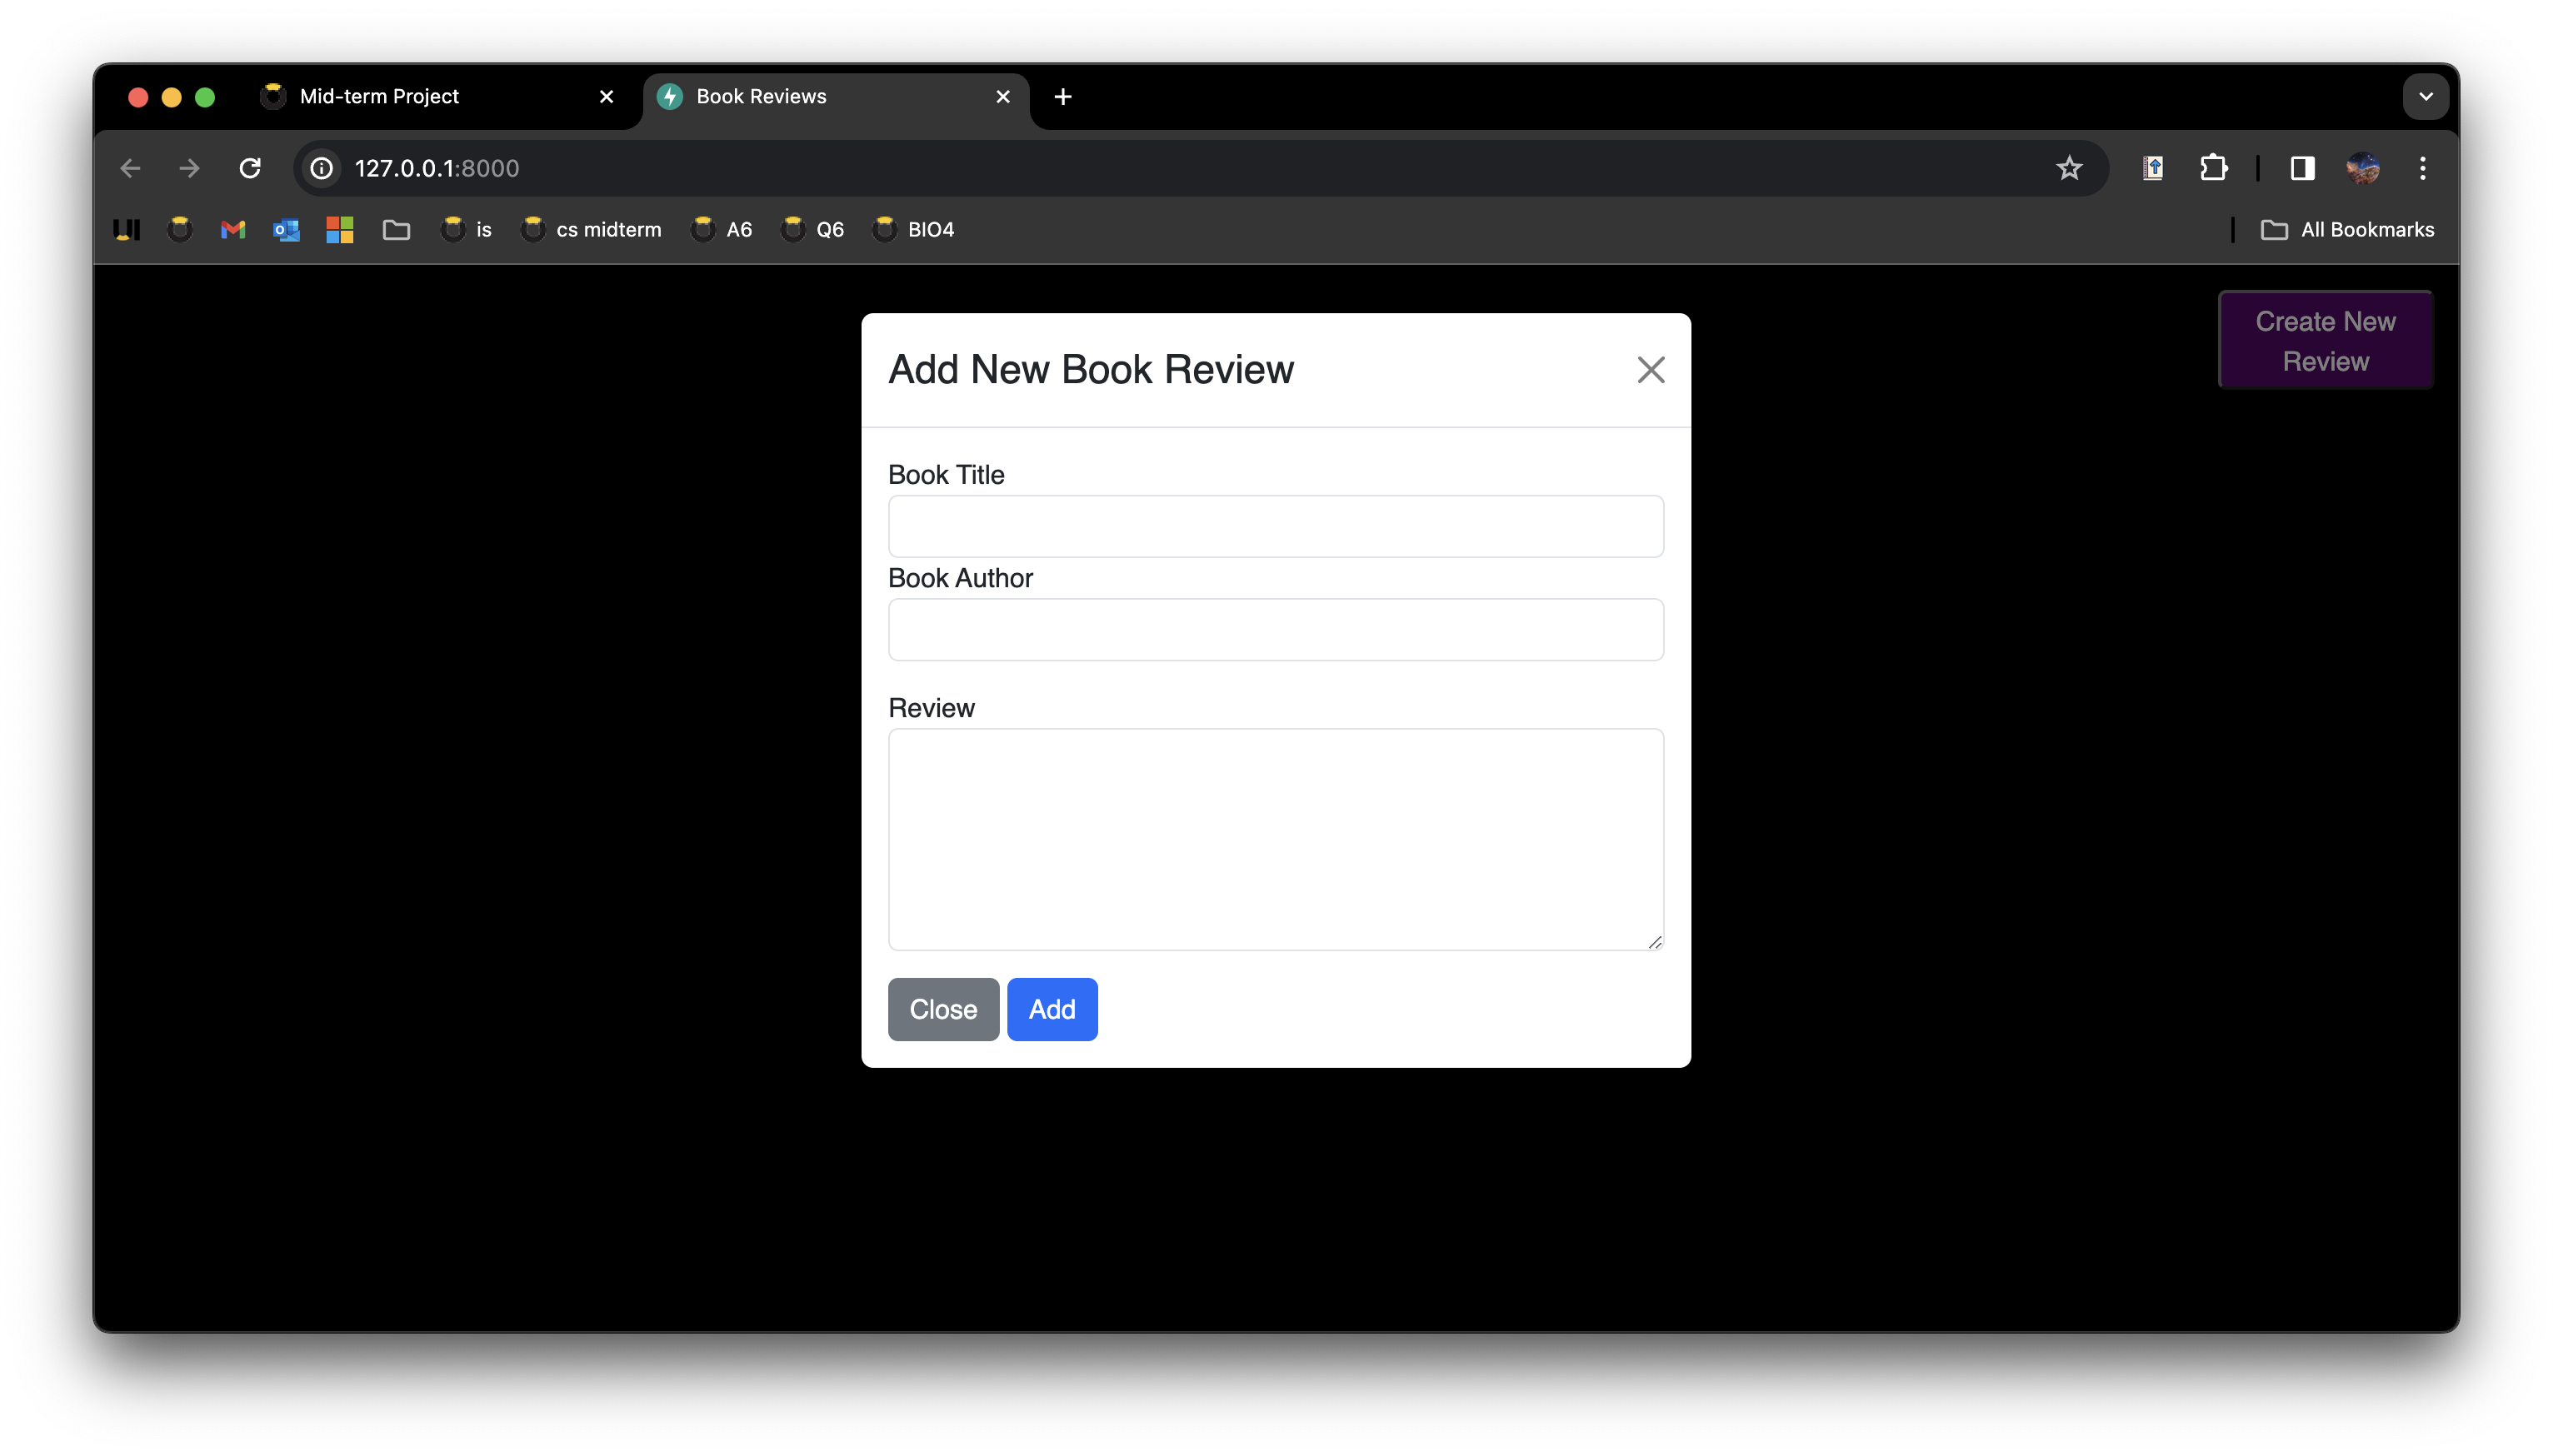 Mid-term Project
Book Reviews
127.0.0.1:8000
is
cs midterm
A6
Q6
BIO4
All Bookmarks
Create New
Review
Add New Book Review
Book Title
Book Author
Review
Close
Add